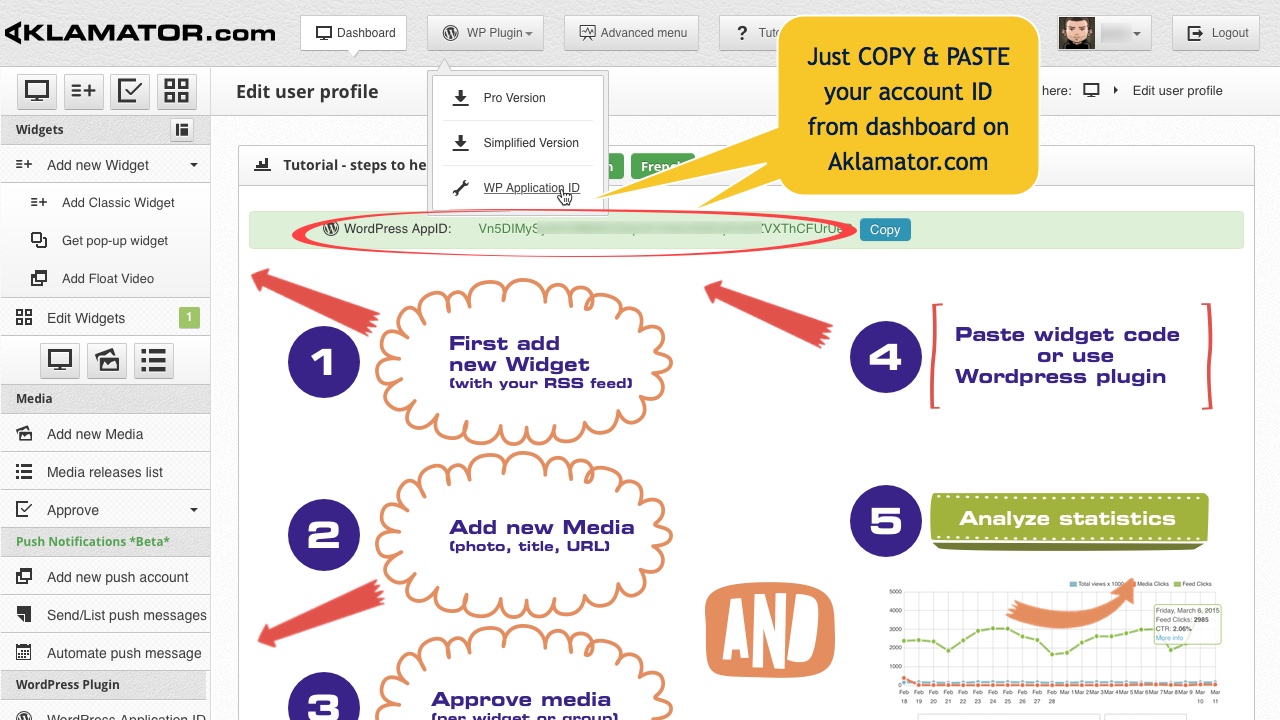 AKLAMATOR.com
Dashboard
WP Plugin
Advanced menu
?
Logout
Just COPY & PASTE
your account ID
from dashboard on
Aklamator.com
Edit user profile
here:
Edit user profile
Pro Version
Simplified Version
WP Application ID
Widgets
Add new Widget
Add Classic Widget
Get pop-up widget
Add Float Video
Edit Widgets
1
Media
Add new Media
Media releases list
Approve
Push Notifications *Beta*
Add new push account
Send/List push messages
Automate push message
WordPress Plugin
WordPress Application ID
Tutorial - steps to he
French
WordPress AppID:
Copy
1
First add
new Widget
(with your RSS feed)
2
Add new Media
(photo, title, URL)
3
Approve media
(per widget or group)
AND
4
Paste widget code
or use
Wordpress plugin
5
Analyze statistics
Total views x 1000
Media Clicks
Feed Clicks
5000
4000
3000
2000
1000
0
Friday, March 6, 2015
Feed Clicks: 2985
CTR: 2.06%
More info
Feb Feb Feb Feb Feb Feb Feb Feb Feb Feb Feb Mar 1 Mar 2 Mar 3 Mar 4 Mar 5 Mar 6 Mar 7 Mar 8 Mar 9 Mar Mar
18 19 20 21 22 23 24 25 26 27 28 10 11